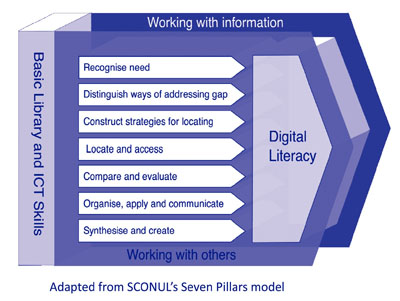 Working with information
Basic Library and ICT Skills
Recognise need
Distinguish ways of addressing gap
Construct strategies for locating
Locate and access
Compare and evaluate
Organise, apply and communicate
Synthesise and create
Digital
Literacy
Working with others
Adapted from SCONUL's Seven Pillars model